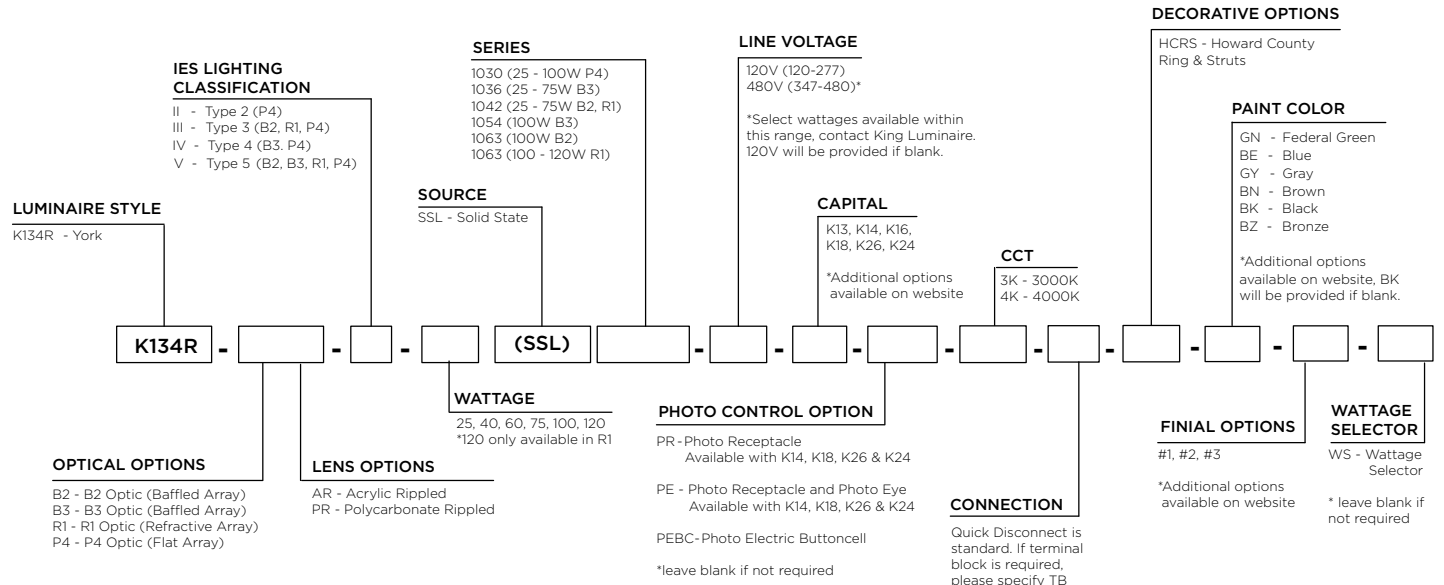 DECORATIVE OPTIONS
HCRS - Howard County
Ring & Struts
LINE VOLTAGE
120V (120-277)
480V (347-480)*
*Select wattages available within
this range, contact King Luminaire.
120V will be provided if blank.
SERIES
1030 (25 - 100W P4)
1036 (25 - 75W B3)
1042 (25 - 75W B2, R1)
1054 (100W B3)
1063 (100W B2)
1063 (100 - 120W R1)
IES LIGHTING
CLASSIFICATION
II - Type 2 (P4)
III - Type 3 (B2, R1, P4)
IV - Type 4 (B3. P4)
V - Type 5 (B2, B3, R1, P4)
PAINT COLOR
GN - Federal Green
BE - Blue
GY - Gray
BN - Brown
BK - Black
BZ - Bronze
*Additional options
available on website, BK
will be provided if blank.
SOURCE
SSL - Solid State
CAPITAL
K13, K14, K16,
K18, K26, K24
*Additional options
available on website
LUMINAIRE STYLE
K134R - York
CCT
3K - 3000K
4K - 4000K
K134R - - - (SSL) - - - - - - - - -
WATTAGE
25, 40, 60, 75, 100, 120
*120 only available in R1
OPTICAL OPTIONS
B2 - B2 Optic (Baffled Array)
B3 - B3 Optic (Baffled Array)
R1 - R1 Optic (Refractive Array)
P4 - P4 Optic (Flat Array)
LENS OPTIONS
AR - Acrylic Rippled
PR - Polycarbonate Rippled
PHOTO CONTROL OPTION
PR-Photo Receptacle
Available with K14, K18, K26 & K24
PE - Photo Receptacle and Photo Eye
Available with K14, K18, K26 & K24
PEBC-Photo Electric Buttoncell
*leave blank if not required
CONNECTION
Quick Disconnect is
standard. If terminal
block is required,
please specify TB
FINIAL OPTIONS
#1, #2, #3
*Additional options
available on website
WATTAGE
SELECTOR
WS - Wattage
Selector
* leave blank if
not required